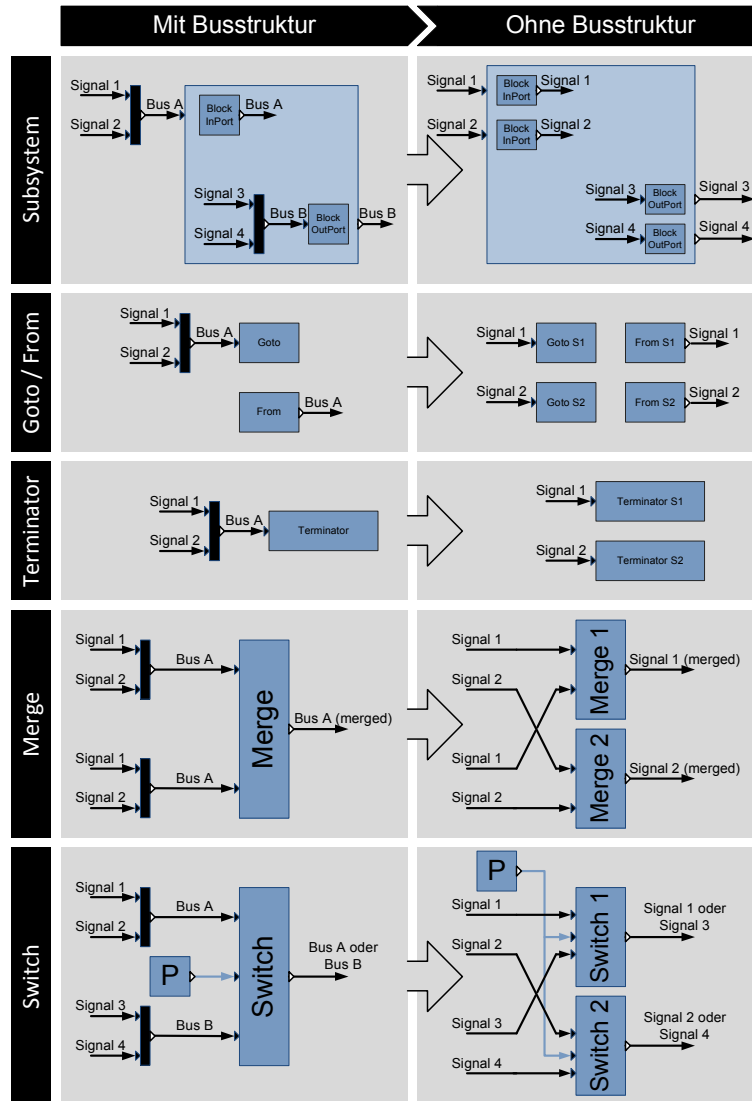 Mit Busstruktur
Ohne Busstruktur
Subsystem
Signal 1
Signal 2
Bus A
Block
InPort
Bus A
Signal 3
Signal 4
Bus B
Block
OutPort
Bus B
Signal 1
Signal 2
Block
InPort
Signal 1
Block
InPort
Signal 2
Signal 3
Block
OutPort
Signal 3
Signal 4
Block
OutPort
Signal 4
Goto / From
Signal 1
Signal 2
Bus A
Goto
From
Bus A
Signal 1
Goto S1
From S1
Signal 1
Signal 2
Goto S2
From S2
Signal 2
Terminator
Signal 1
Signal 2
Bus A
Terminator
Signal 1
Terminator S1
Signal 2
Terminator S2
Merge
Signal 1
Signal 2
Bus A
Signal 1
Signal 2
Bus A
Merge
Bus A (merged)
Signal 1
Signal 2
Signal 1
Signal 2
Merge 1
Signal 1 (merged)
Merge 2
Signal 2 (merged)
Switch
Signal 1
Signal 2
Bus A
P
Signal 3
Signal 4
Bus B
Switch
Bus A oder
Bus B
P
Signal 1
Signal 2
Signal 3
Signal 4
Switch 1
Signal 1 oder
Signal 3
Switch 2
Signal 2 oder
Signal 4